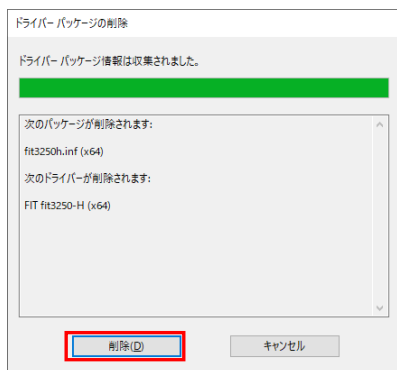 ドライバー パッケージの削除
ドライバー パッケージ情報は収集されました。
次のパッケージが削除されます:
fit3250h.inf (x64)
次のドライバーが削除されます:
FIT fit3250-H (x64)
削除(D)
キャンセル